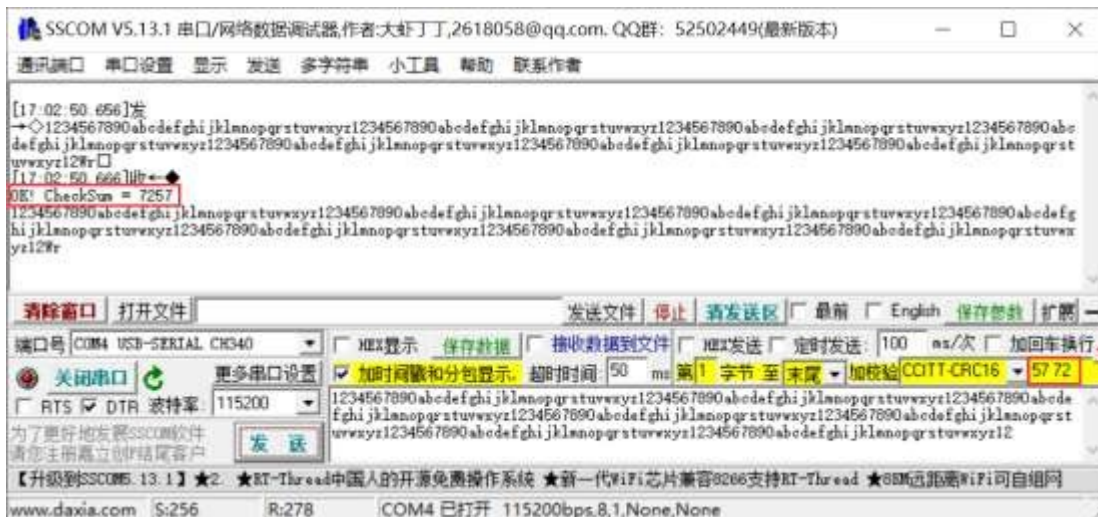 SSCOM V5.13.1 串口/网络数据调试器,作者:大虾丁丁,2618058@qq.com. QQ群: 52502449(最新版本)
通讯端口 串口设置 显示 发送 多字符串 小工具 帮助 联系作者
[17:02:50.656]发
→◇1234567890abcdefghijklmnopqrstuvwxyz1234567890abcdefghijklmnopqrstuvwxyz1234567890abcdefghijklmnopqrstuvwxyz1234567890abc
defghijklmnopqrstuvwxyz1234567890abcdefghijklmnopqrstuvwxyz1234567890abcdefghijklmnopqrstuvwxyz1234567890abcdefghijklmnopqrst
uvwxyz12Wr□
[17:02:50.666]收←◆
OK! CheckSum = 7257
1234567890abcdefghijklmnopqrstuvwxyz1234567890abcdefghijklmnopqrstuvwxyz1234567890abcdefghijklmnopqrstuvwxyz1234567890abcdefg
hijklmnopqrstuvwxyz1234567890abcdefghijklmnopqrstuvwxyz1234567890abcdefghijklmnopqrstuvwxyz1234567890abcdefghijklmnopqrstuvwx
yz12Wr
清除窗口 打开文件 发送文件 停止 清发送区 最前 English 保存参数 扩展 —
端口号 COM4 USB-SERIAL CH340 HEX显示 保存数据 接收数据到文件 HEX发送 定时发送: 100 ms/次 加回车换行
关闭串口 更多串口设置 加时间戳和分包显示. 超时时间: 50 ms 第1 字节 至 末尾 加校验 CCITT-CRC16 57 72
RTS DTR 波特率: 115200 1234567890abcdefghijklmnopqrstuvwxyz1234567890abcdefghijklmnopqrstuvwxyz1234567890abcdefghijklmnopqrstuvwxyz1234567890abcde
fghijklmnopqrstuvwxyz1234567890abcdefghijklmnopqrstuvwxyz1234567890abcdefghijklmnopqrstuvwxyz1234567890abcdefghijklmnopqrst
为了更好地发展SSCOM软件 发 送 uvwxyz1234567890abcdefghijklmnopqrstuvwxyz1234567890abcdefghijklmnopqrstuvwxyz12
请您注册嘉立创F结尾客户
【升级到SSCOM5.13.1】★2. ★RT-Thread中国人的开源免费操作系统 ★新一代WiFi芯片兼容8266支持RT-Thread ★8KM远距离WiFi可自组网
www.daxia.com S:256 R:278 COM4 已打开 115200bps,8,1,None,None